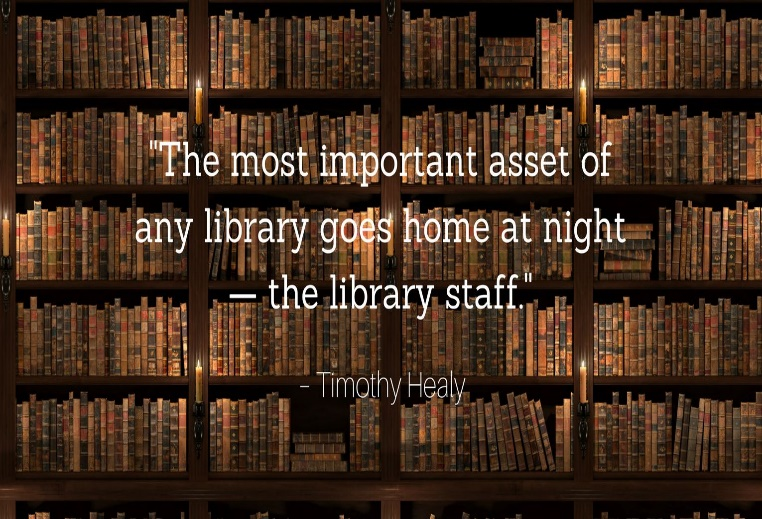 "The most important asset of
any library goes home at night
— the library staff."
– Timothy Healy